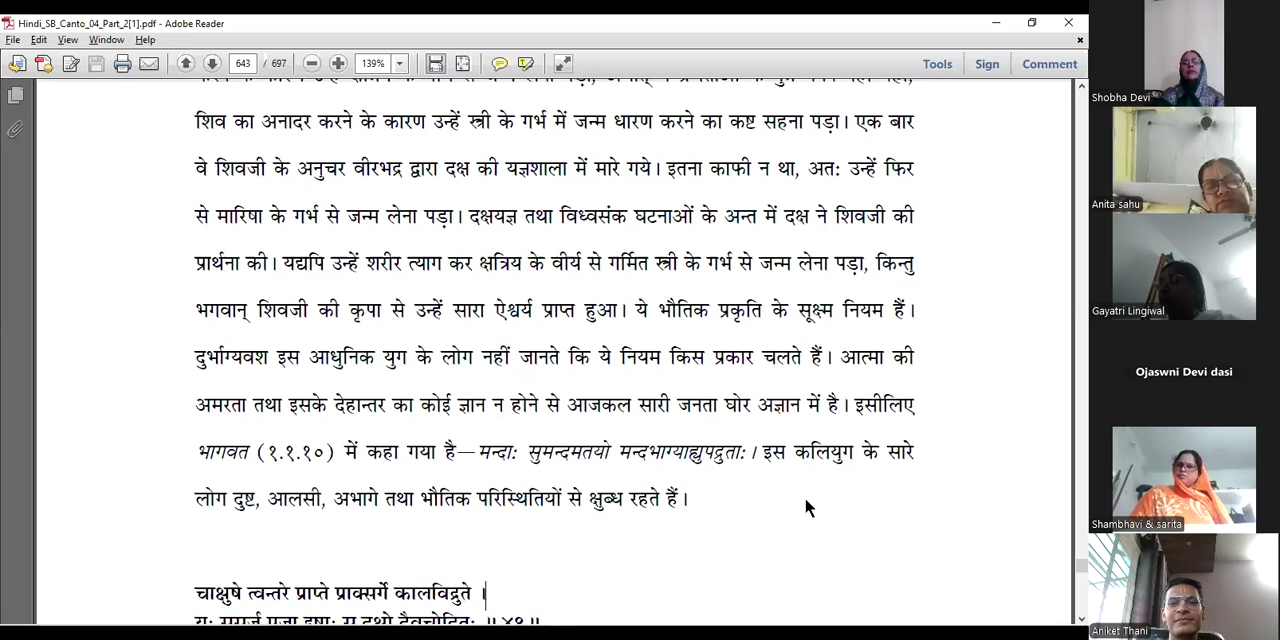 Hindi_SB_Canto_04_Part_2[1].pdf - Adobe Reader
File Edit View Window Help
643 / 697 139% Tools Sign Comment
शिव का अनादर करने के कारण उन्हें स्त्री के गर्भ में जन्म धारण करने का कष्ट सहना पड़ा। एक बार
वे शिवजी के अनुचर वीरभद्र द्वारा दक्ष की यज्ञशाला में मारे गये। इतना काफी न था, अतः उन्हें फिर
से मारिषा के गर्भ से जन्म लेना पड़ा। दक्षयज्ञ तथा विध्वसंक घटनाओं के अन्त में दक्ष ने शिवजी की
प्रार्थना की। यद्यपि उन्हें शरीर त्याग कर क्षत्रिय के वीर्य से गर्मित स्त्री के गर्भ से जन्म लेना पड़ा, किन्तु
भगवान् शिवजी की कृपा से उन्हें सारा ऐश्वर्य प्राप्त हुआ। ये भौतिक प्रकृति के सूक्ष्म नियम हैं।
दुर्भाग्यवश इस आधुनिक युग के लोग नहीं जानते कि ये नियम किस प्रकार चलते हैं। आत्मा की
अमरता तथा इसके देहान्तर का कोई ज्ञान न होने से आजकल सारी जनता घोर अज्ञान में है। इसीलिए
भागवत (१.१.१०) में कहा गया है—मन्दाः सुमन्दमतयो मन्दभाग्याह्युपद्रुताः। इस कलियुग के सारे
लोग दुष्ट, आलसी, अभागे तथा भौतिक परिस्थितियों से क्षुब्ध रहते हैं।
चाक्षुषे त्वन्तरे प्राप्ते प्राक्सर्गे कालविद्रुते ।
Shobha Devi
Anita sahu
Gayatri Lingiwal
Ojaswni Devi dasi
Shambhavi & sarita
Aniket Thani